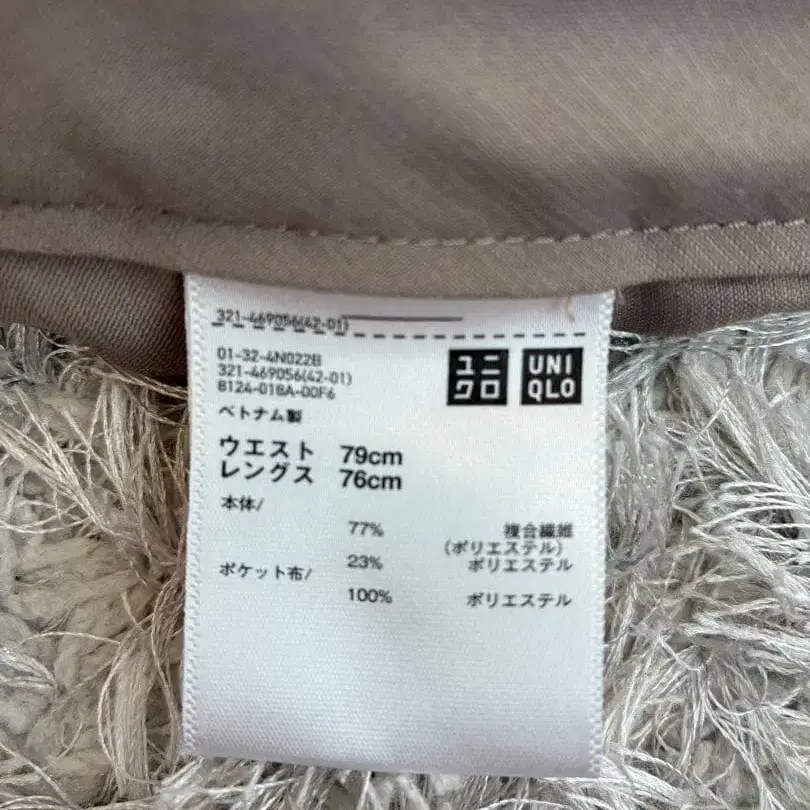 321-469056(42-01)
01-32-4N022B
321-469056(42-01)
8124-018A-00F6
ユニクロ
UNIQLO
ベトナム製
ウエスト 79cm
レングス 76cm
本体/
77% 複合繊維
(ポリエステル)
23% ポリエステル
ポケット布/
100% ポリエステル